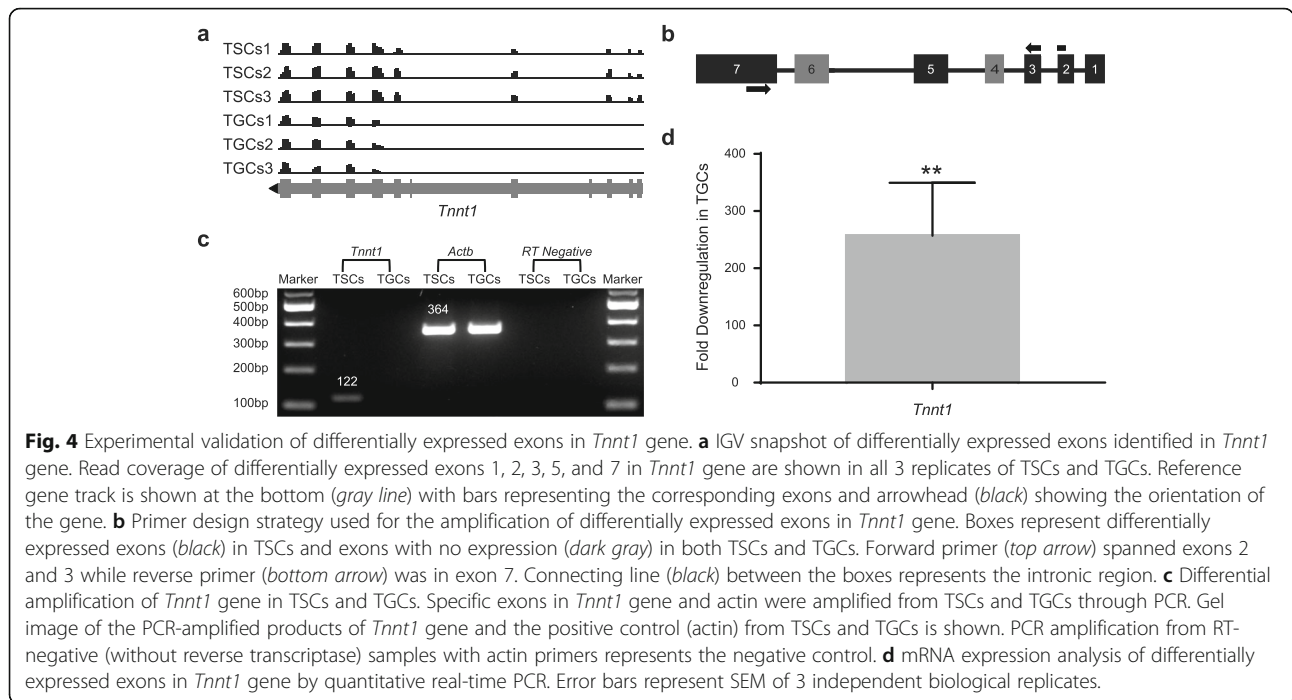 a
TSCs1
TSCs2
TSCs3
TGCs1
TGCs2
TGCs3
Tnnt1
b
7 6 5 4 3 2 1
c
Tnnt1 Actb RT Negative
Marker TSCs TGCs TSCs TGCs TSCs TGCs Marker
600bp
500bp
400bp
300bp
200bp
100bp
364
122
d
Fold Downregulation in TGCs
400
300
200
100
0
**
Tnnt1
Fig. 4 Experimental validation of differentially expressed exons in Tnnt1 gene. a IGV snapshot of differentially expressed exons identified in Tnnt1
gene. Read coverage of differentially expressed exons 1, 2, 3, 5, and 7 in Tnnt1 gene are shown in all 3 replicates of TSCs and TGCs. Reference
gene track is shown at the bottom (gray line) with bars representing the corresponding exons and arrowhead (black) showing the orientation of
the gene. b Primer design strategy used for the amplification of differentially expressed exons in Tnnt1 gene. Boxes represent differentially
expressed exons (black) in TSCs and exons with no expression (dark gray) in both TSCs and TGCs. Forward primer (top arrow) spanned exons 2
and 3 while reverse primer (bottom arrow) was in exon 7. Connecting line (black) between the boxes represents the intronic region. c Differential
amplification of Tnnt1 gene in TSCs and TGCs. Specific exons in Tnnt1 gene and actin were amplified from TSCs and TGCs through PCR. Gel
image of the PCR-amplified products of Tnnt1 gene and the positive control (actin) from TSCs and TGCs is shown. PCR amplification from RT-
negative (without reverse transcriptase) samples with actin primers represents the negative control. d mRNA expression analysis of differentially
expressed exons in Tnnt1 gene by quantitative real-time PCR. Error bars represent SEM of 3 independent biological replicates.